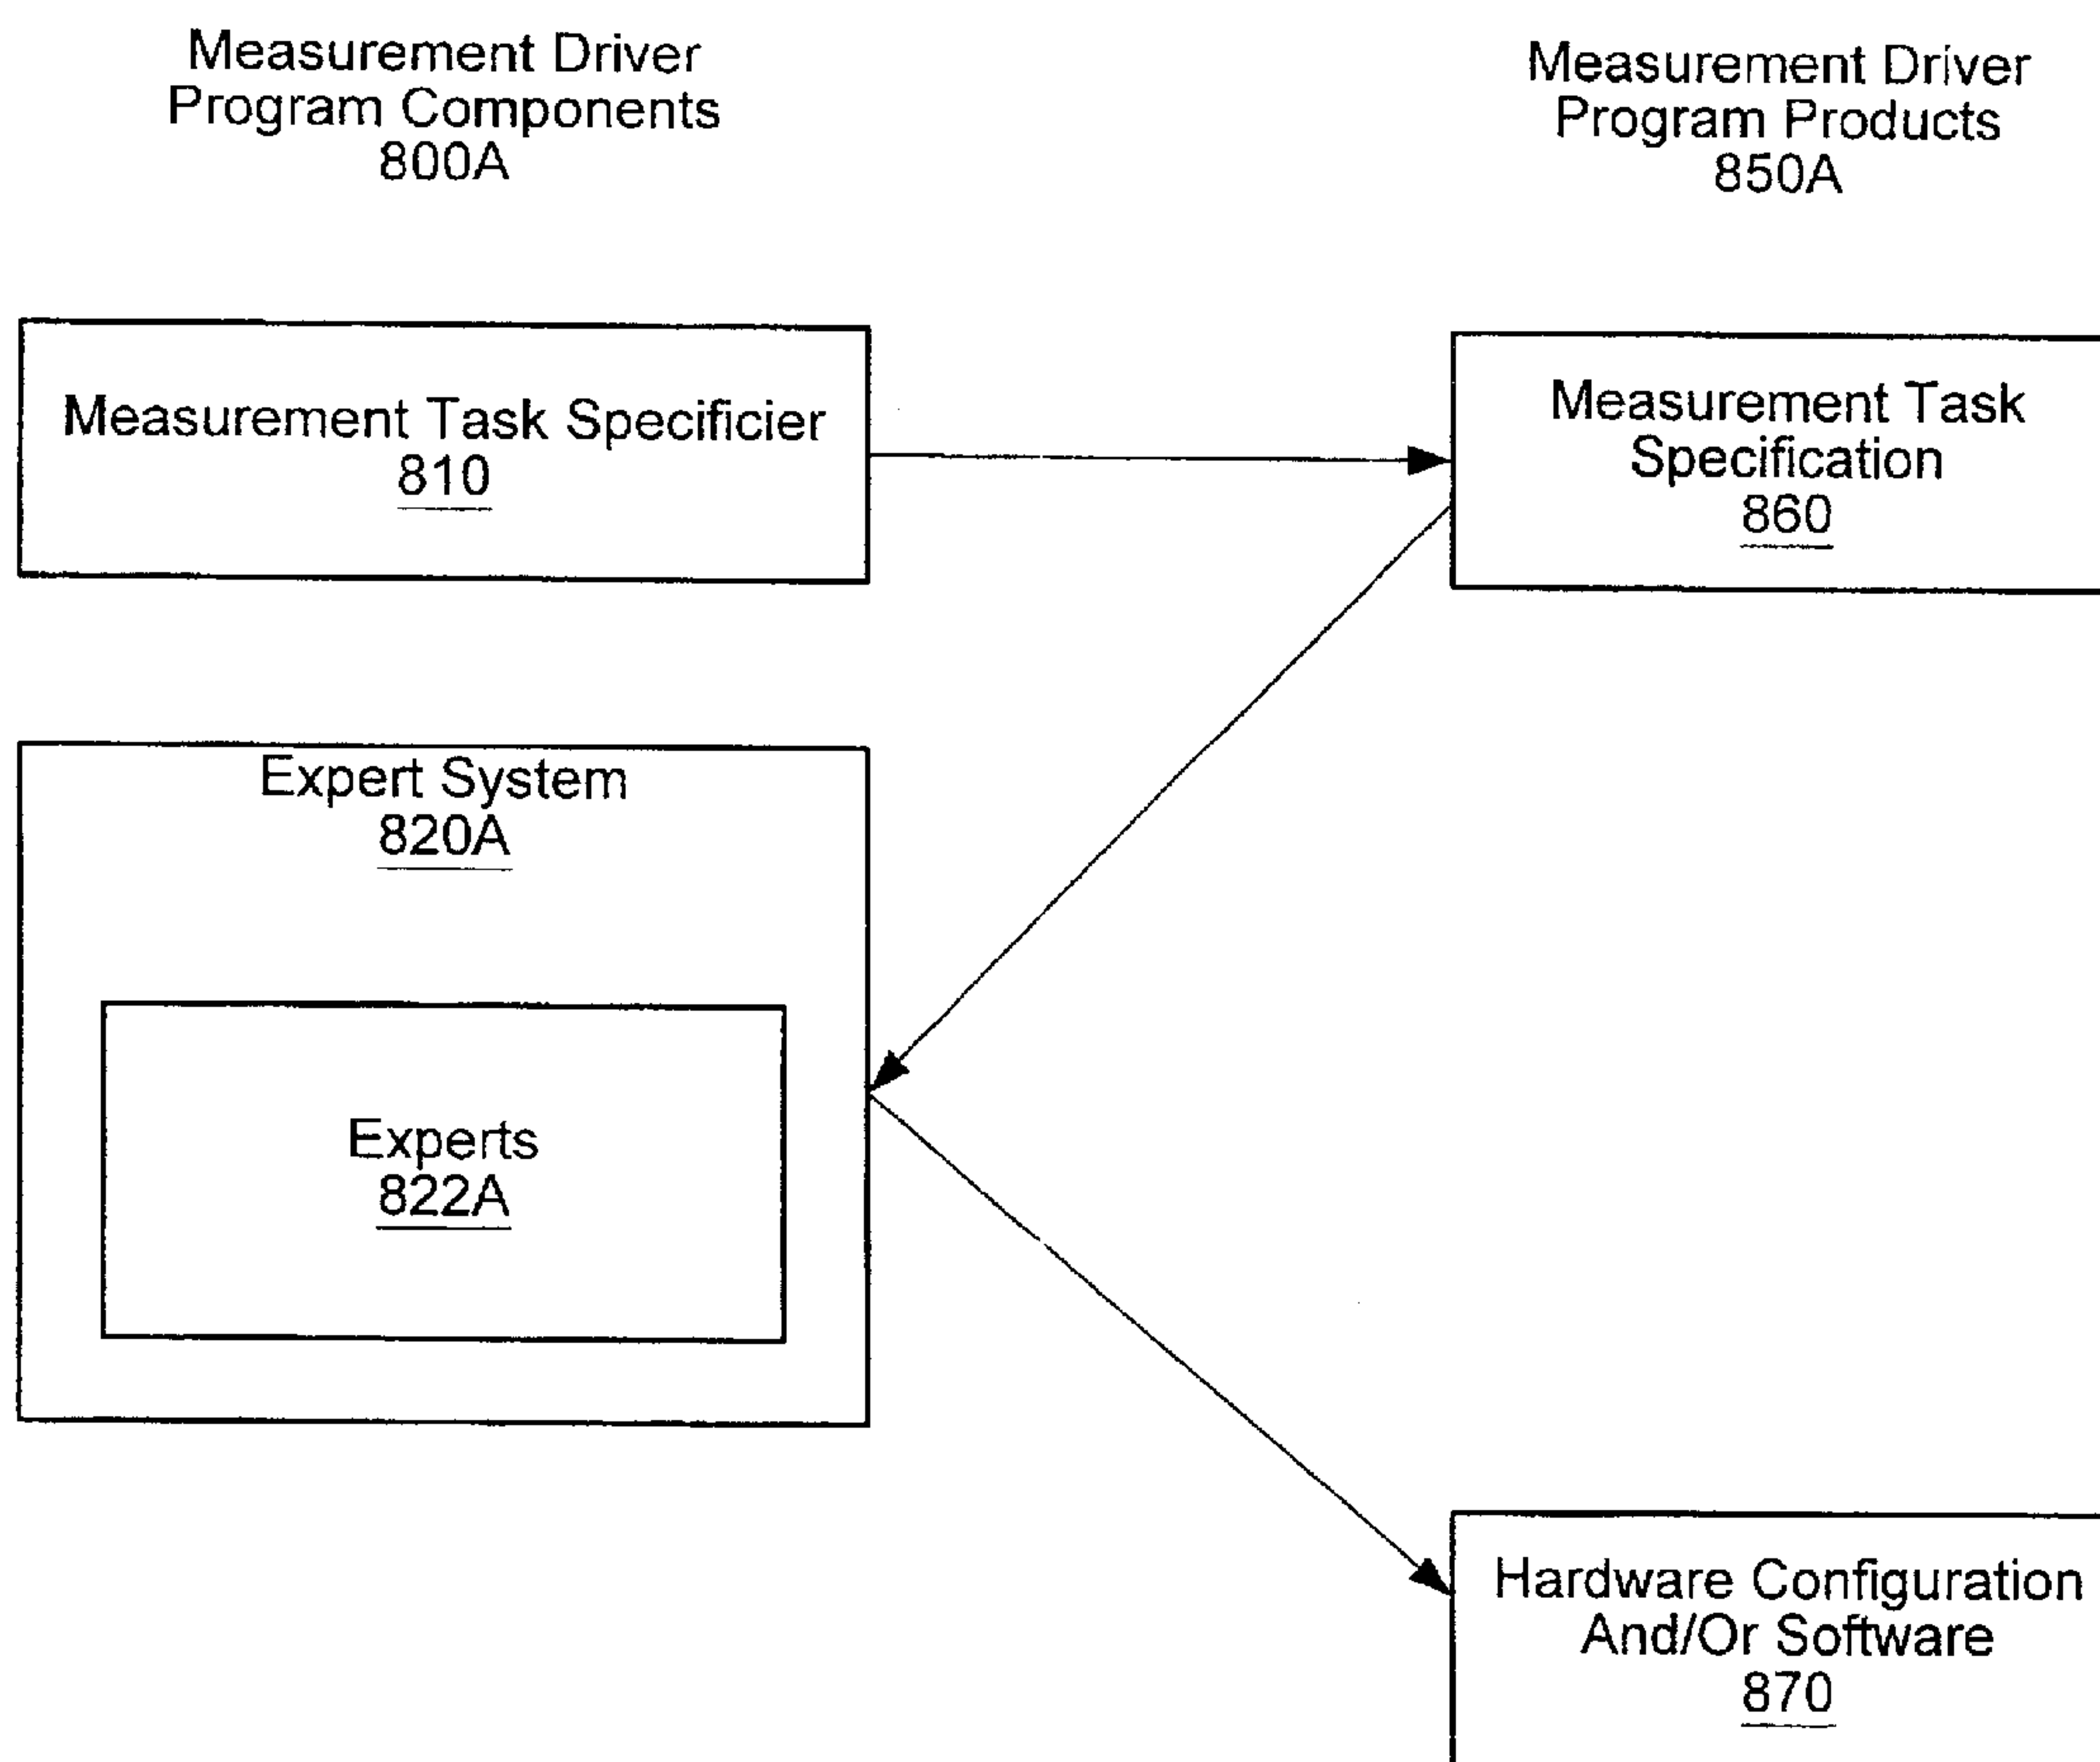 Measurement Driver
Program Components
800A
Measurement Driver
Program Products
850A
Measurement Task Specificier
810
Measurement Task
Specification
860
Expert System
820A
Experts
822A
Hardware Configuration
And/Or Software
870